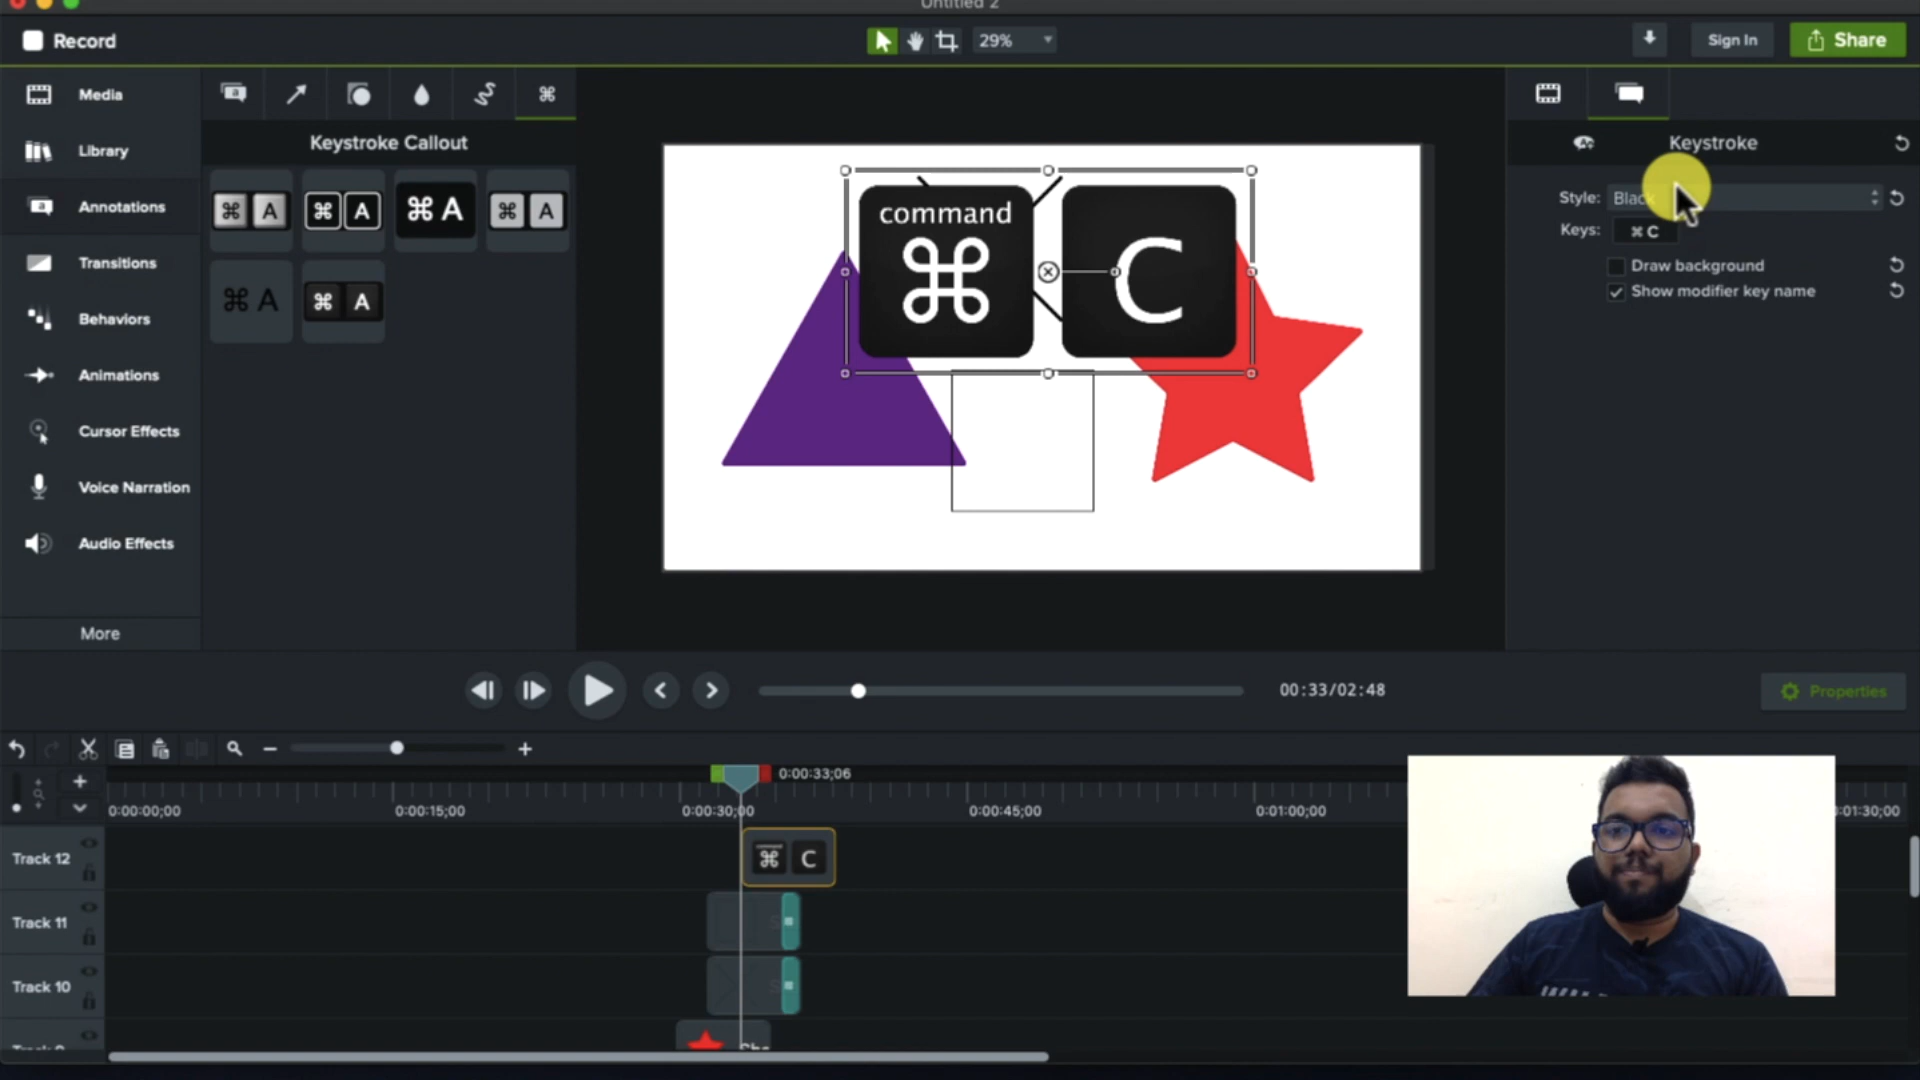 Untitled 2
Record
29%
Sign In
Share
Media
Library
Annotations
Transitions
Behaviors
Animations
Cursor Effects
Voice Narration
Audio Effects
More
Keystroke Callout
⌘ A
⌘ A
⌘ A
⌘ A
⌘ A
⌘ A
command
⌘ C
Keystroke
Style: Black
Keys: ⌘ C
Draw background
Show modifier key name
00:33/02:48
Properties
0:00:33;06
0:00:00;00
0:00:15;00
0:00:30;00
0:00:45;00
0:01:00;00
:01:30;00
Track 12
⌘ C
Track 11
Track 10